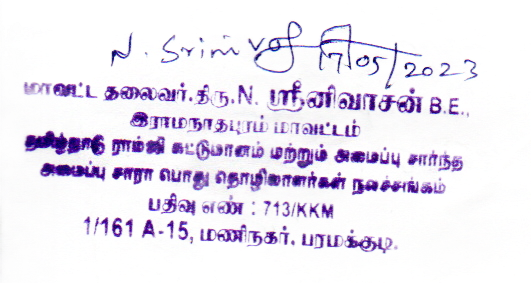 N. Srinivas 17/05/2023
மாவட்ட தலைவர்.திரு.N. ஸ்ரீனிவாசன் B.E.,
இராமநாதபுரம் மாவட்டம்
தமிழ்நாடு ராம்ஜி கட்டுமானம் மற்றும் அமைப்பு சார்ந்த
அமைப்பு சாரா பொது தொழிலாளர்கள் நலச்சங்கம்
பதிவு எண் : 713/KKM
1/161 A-15, மணிநகர், பரமக்குடி.